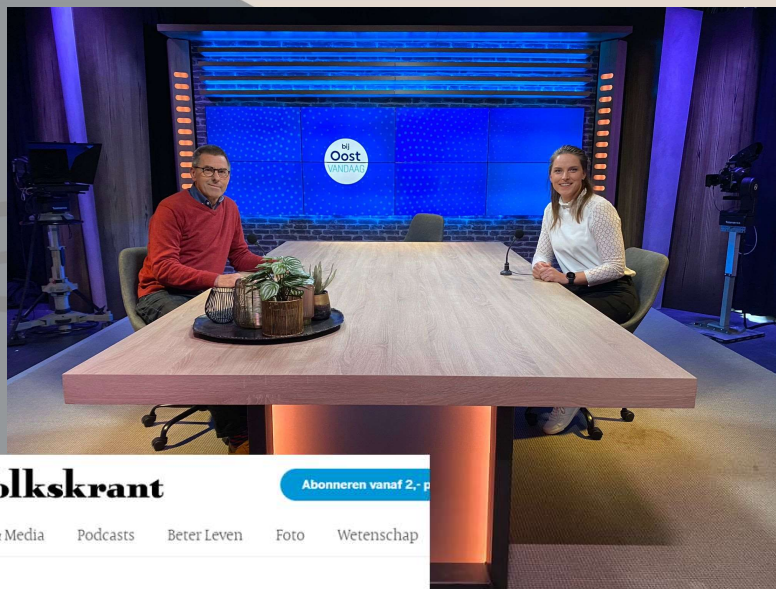 bij
Oost
VANDAAG
olkskrant
Abonneren vanaf 2,- p
Media
Podcasts
Beter Leven
Foto
Wetenschap